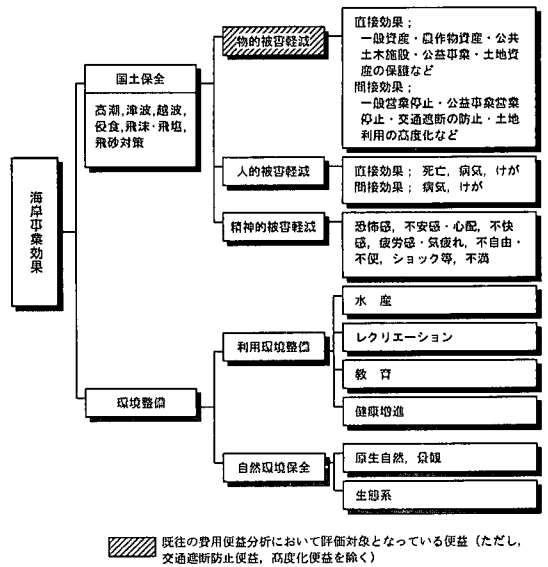 物的被害軽減
直接効果；
一般資産・農作物資産・公共
土木施設・公益事業・土地資
産の保護など
間接効果；
一般営業停止・公益事業営業
停止・交通遮断の防止・土地
利用の高度化など
国土保全
高潮，津波，越波，
侵食，飛沫・飛塩，
飛砂対策
人的被害軽減
直接効果；死亡，病気，けが
間接効果；病気，けが
海岸事業効果
精神的被害軽減
恐怖感，不安感・心配，不快
感，疲労感・気疲れ，不自由・
不便，ショック等，不満
水産
利用環境整備
レクリエーション
教育
環境整備
健康増進
自然環境保全
原生自然，景観
生態系
既往の費用便益分析において評価対象となっている便益（ただし，
交通遮断防止便益，高度化便益を除く）